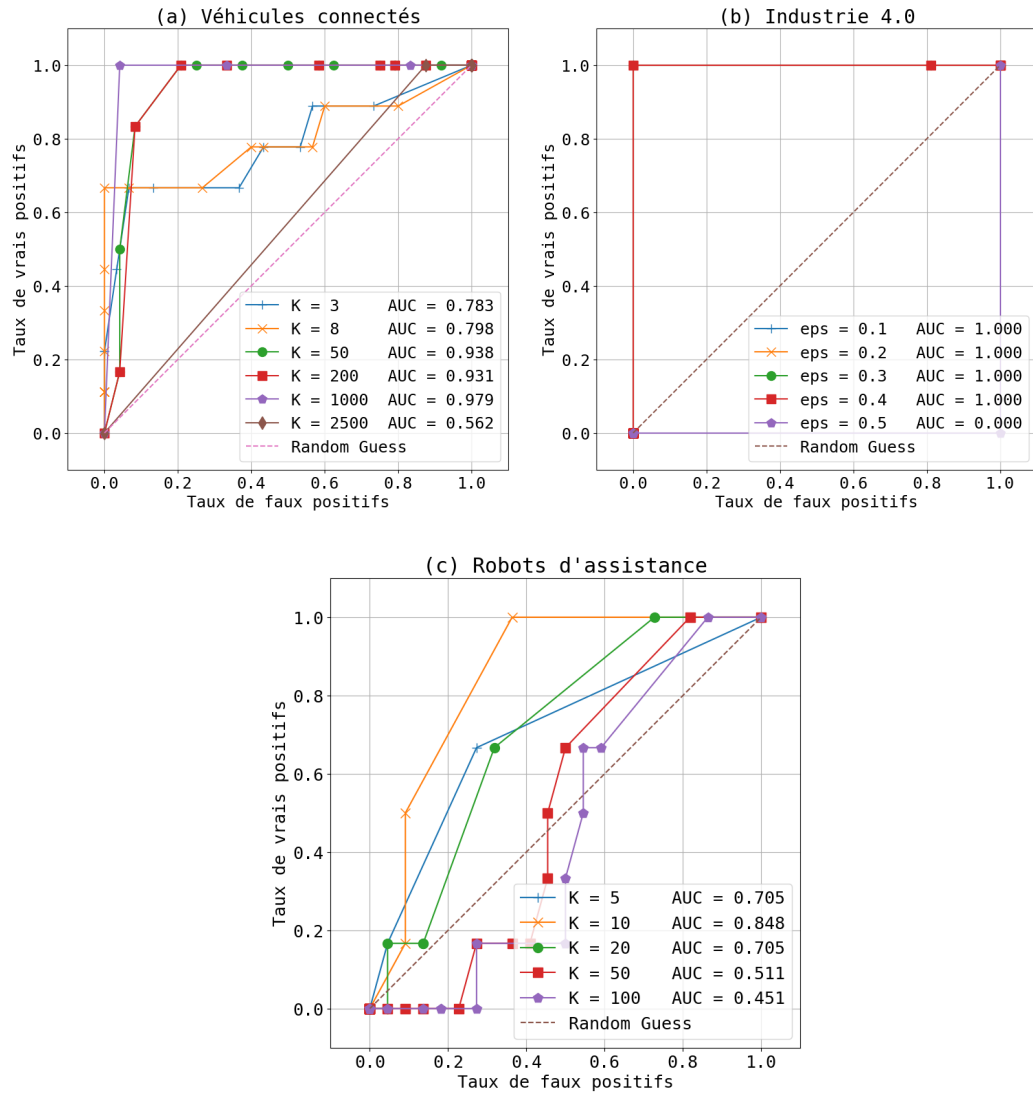 (a) Véhicules connectés
Taux de vrais positifs
1.0
0.8
0.6
0.4
0.2
0.0
K = 3 AUC = 0.783
K = 8 AUC = 0.798
K = 50 AUC = 0.938
K = 200 AUC = 0.931
K = 1000 AUC = 0.979
K = 2500 AUC = 0.562
Random Guess
0.0 0.2 0.4 0.6 0.8 1.0
Taux de faux positifs
(b) Industrie 4.0
Taux de vrais positifs
1.0
0.8
0.6
0.4
0.2
0.0
eps = 0.1 AUC = 1.000
eps = 0.2 AUC = 1.000
eps = 0.3 AUC = 1.000
eps = 0.4 AUC = 1.000
eps = 0.5 AUC = 0.000
Random Guess
0.0 0.2 0.4 0.6 0.8 1.0
Taux de faux positifs
(c) Robots d'assistance
Taux de vrais positifs
1.0
0.8
0.6
0.4
0.2
0.0
K = 5 AUC = 0.705
K = 10 AUC = 0.848
K = 20 AUC = 0.705
K = 50 AUC = 0.511
K = 100 AUC = 0.451
Random Guess
0.0 0.2 0.4 0.6 0.8 1.0
Taux de faux positifs